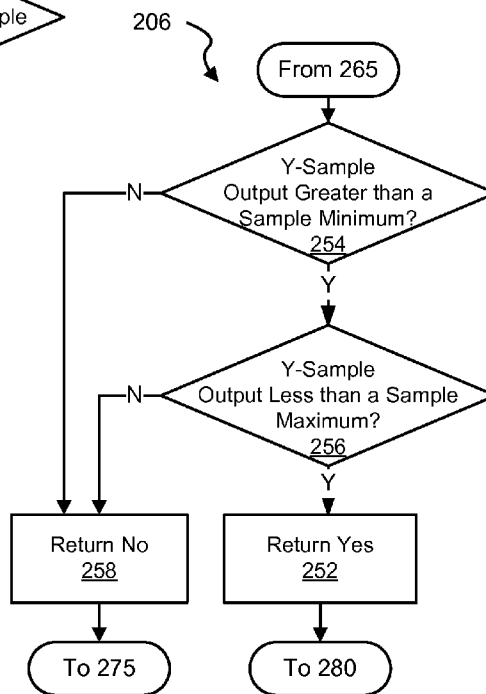 ple
206
From 265
Y-Sample
Output Greater than a
Sample Minimum?
254
N
Y
Y-Sample
Output Less than a Sample
Maximum?
256
N
Y
Return No
258
Return Yes
252
To 275
To 280